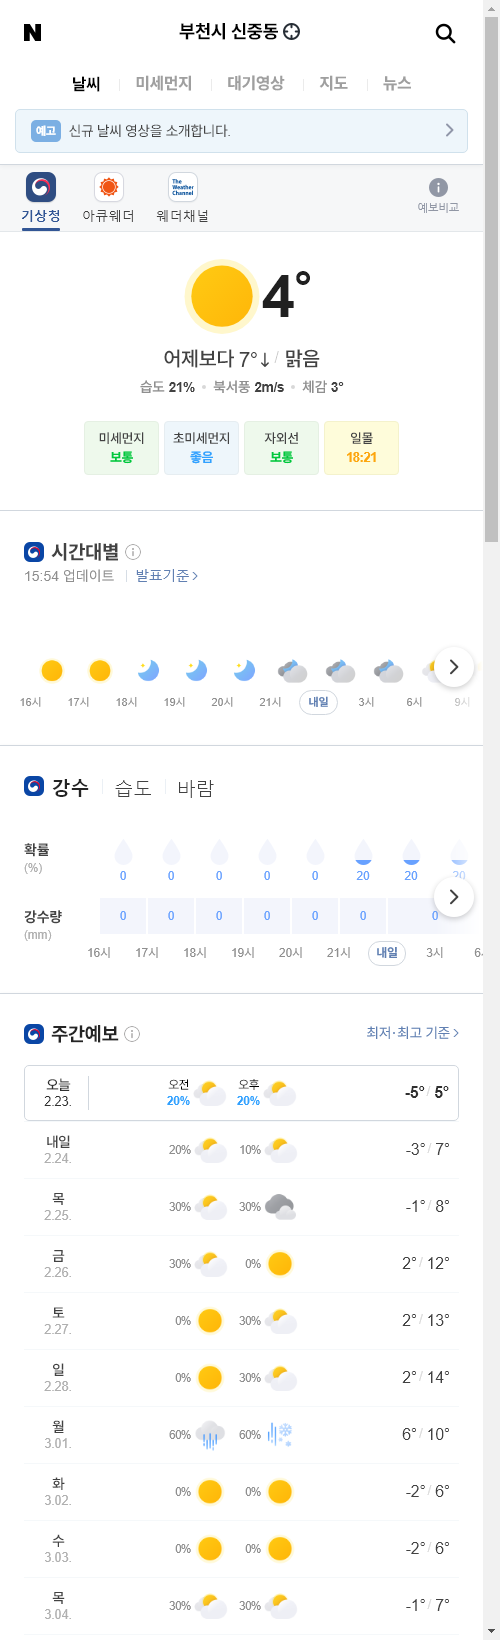 N
부천시 신중동
날씨 미세먼지 대기영상 지도 뉴스
예고 신규 날씨 영상을 소개합니다.
The Weather Channel
기상청 아큐웨더 웨더채널 예보비교
4°
어제보다 7°↓ / 맑음
습도 21% • 북서풍 2m/s • 체감 3°
미세먼지 초미세먼지 자외선 일몰
보통 좋음 보통 18:21
시간대별
15:54 업데이트 발표기준 >
16시 17시 18시 19시 20시 21시 내일 3시 6시 9시
강수 습도 바람
확률
(%)
0 0 0 0 0 20 20 20
강수량
(mm)
0 0 0 0 0 0 0
16시 17시 18시 19시 20시 21시 내일 3시
주간예보 최저·최고 기준 >
오늘 오전 오후
2.23. 20% 20% -5° / 5°
내일
2.24. 20% 10% -3° / 7°
목
2.25. 30% 30% -1° / 8°
금
2.26. 30% 0% 2° / 12°
토
2.27. 0% 30% 2° / 13°
일
2.28. 0% 30% 2° / 14°
월
3.01. 60% 60% 6° / 10°
화
3.02. 0% 0% -2° / 6°
수
3.03. 0% 0% -2° / 6°
목
3.04. 30% 30% -1° / 7°